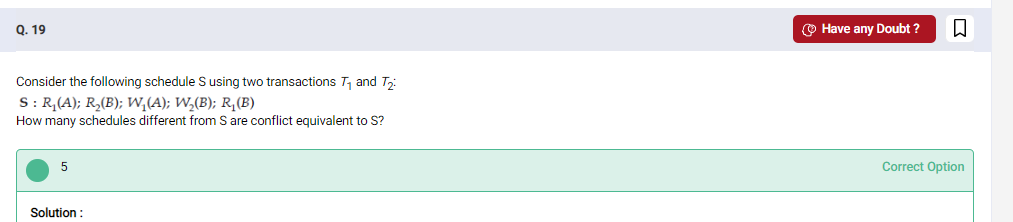 Q. 19
Have any Doubt ?
Consider the following schedule S using two transactions T₁ and T₂:
S : R₁(A); R₂(B); W₁(A); W₂(B); R₁(B)
How many schedules different from S are conflict equivalent to S?
5
Correct Option
Solution :